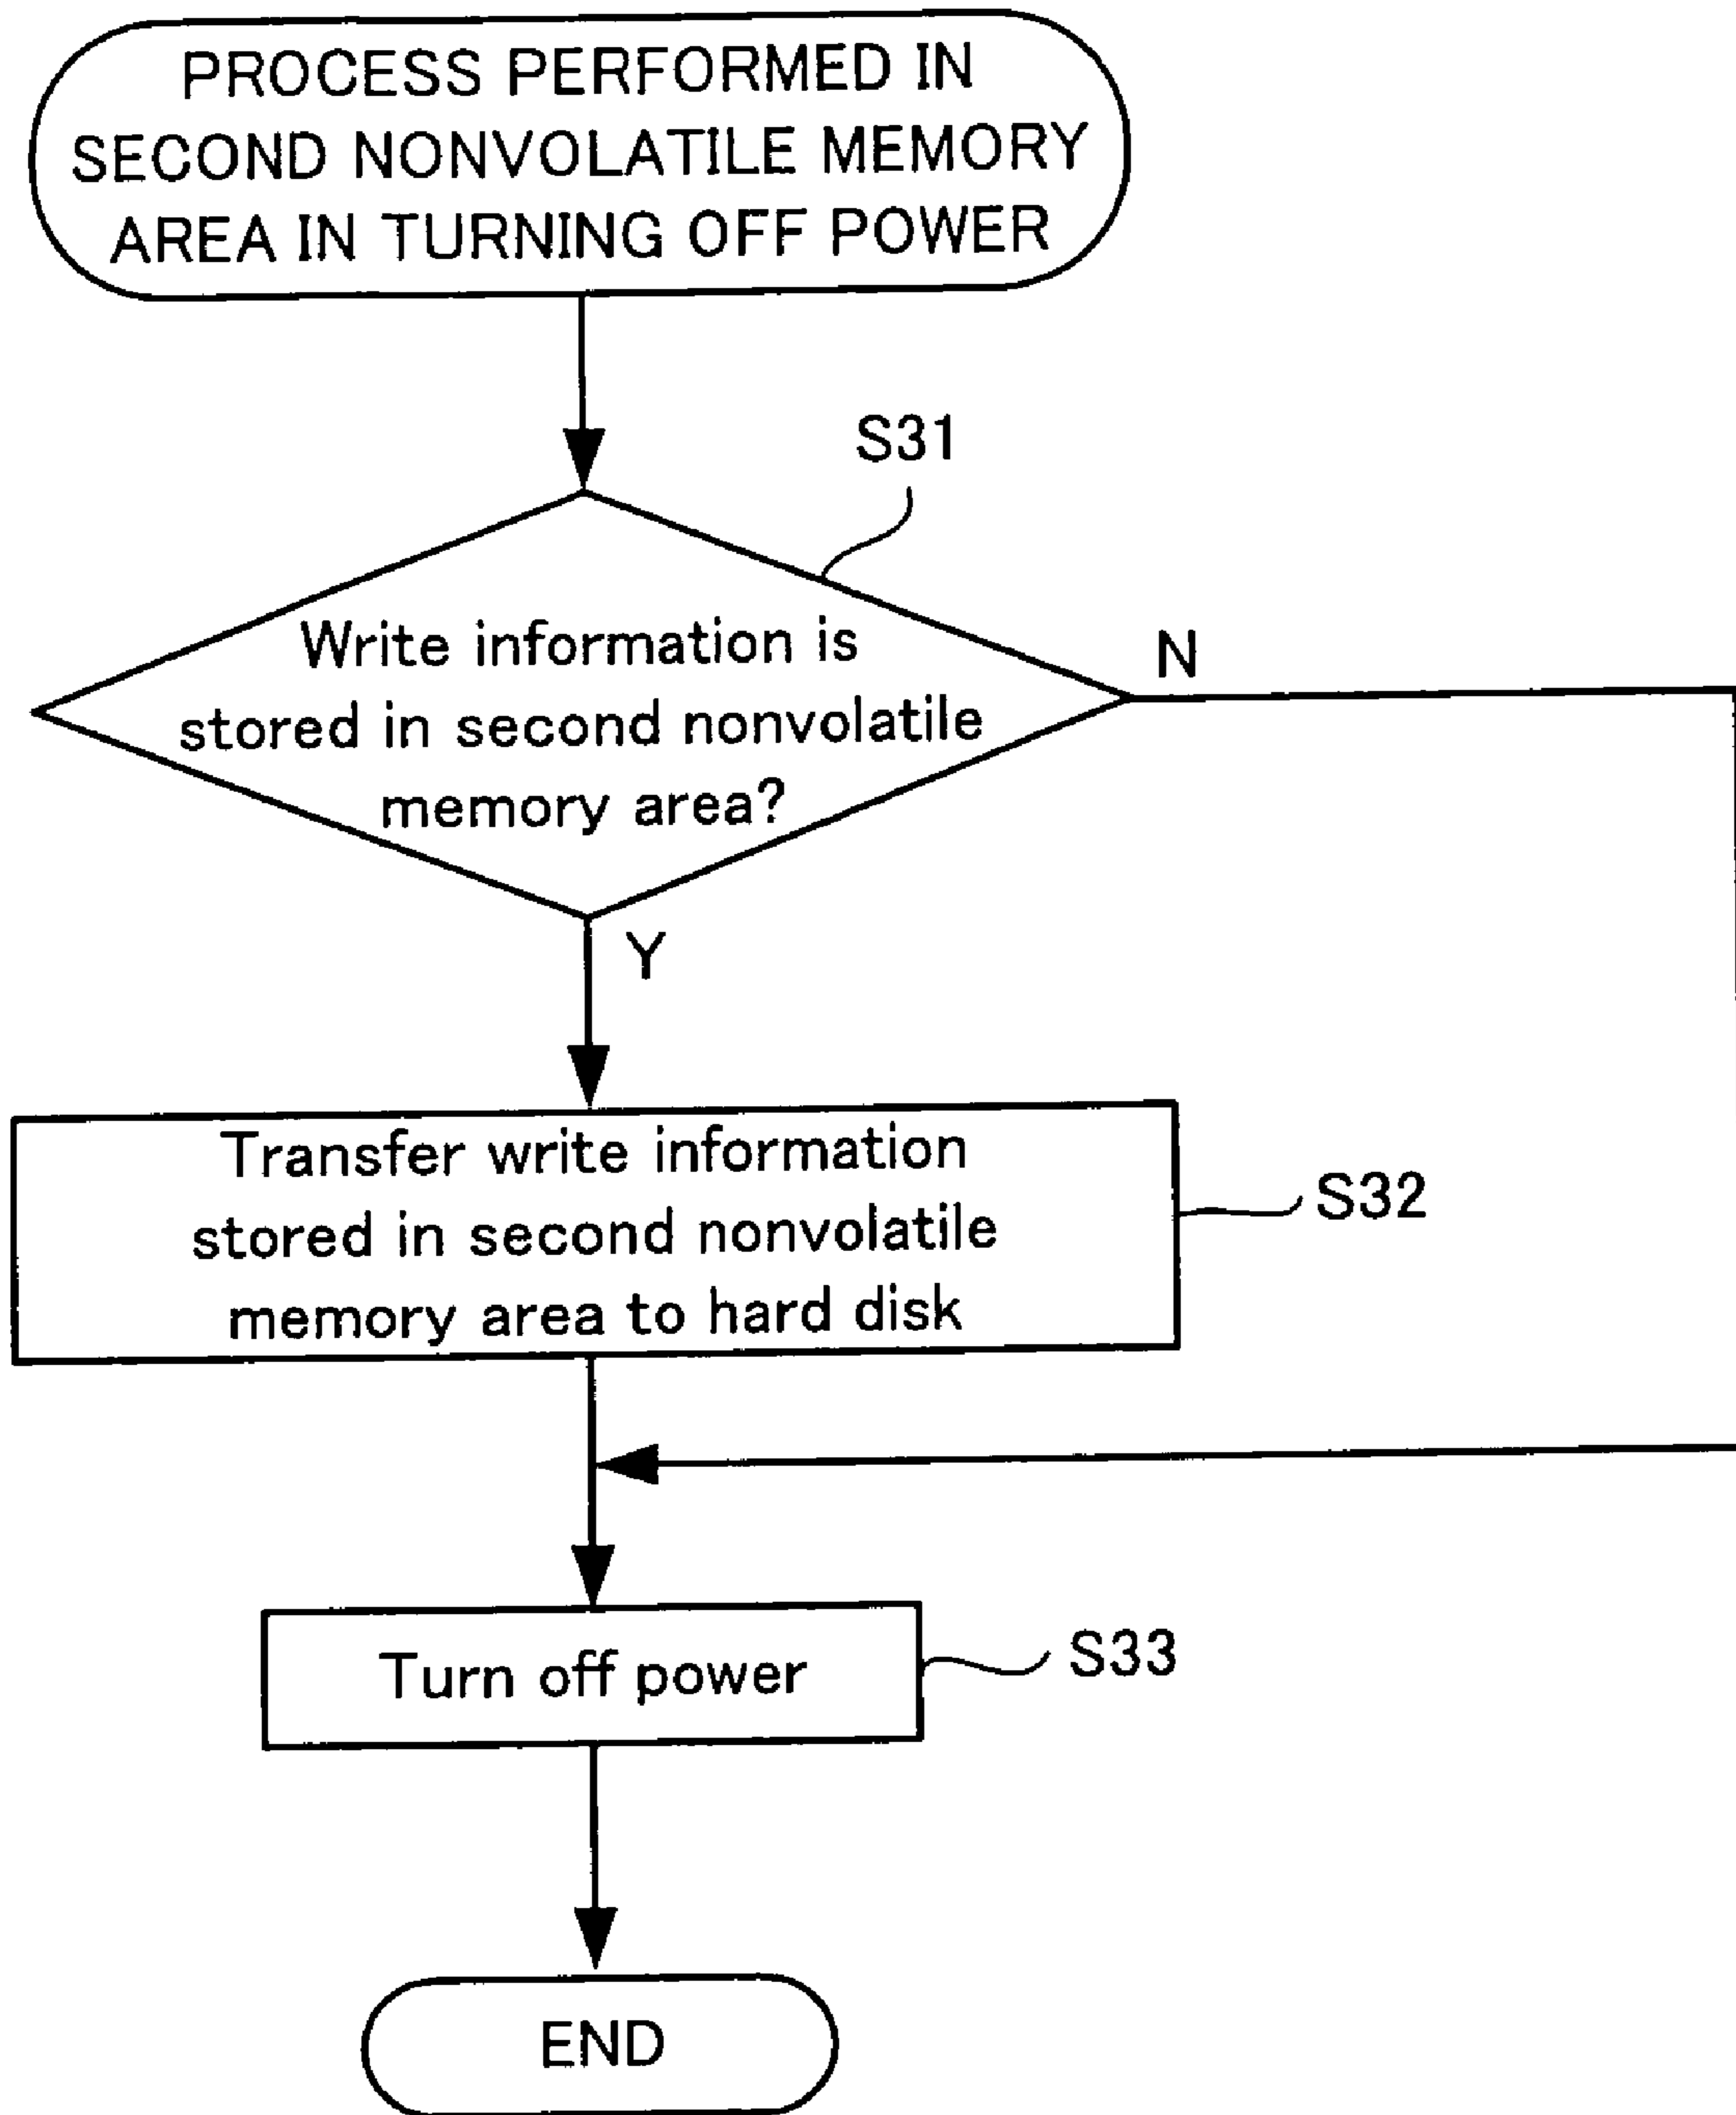 PROCESS PERFORMED IN
SECOND NONVOLATILE MEMORY
AREA IN TURNING OFF POWER
S31
Write information is
stored in second nonvolatile
memory area?
N
Y
Transfer write information
stored in second nonvolatile
memory area to hard disk
S32
Turn off power
S33
END